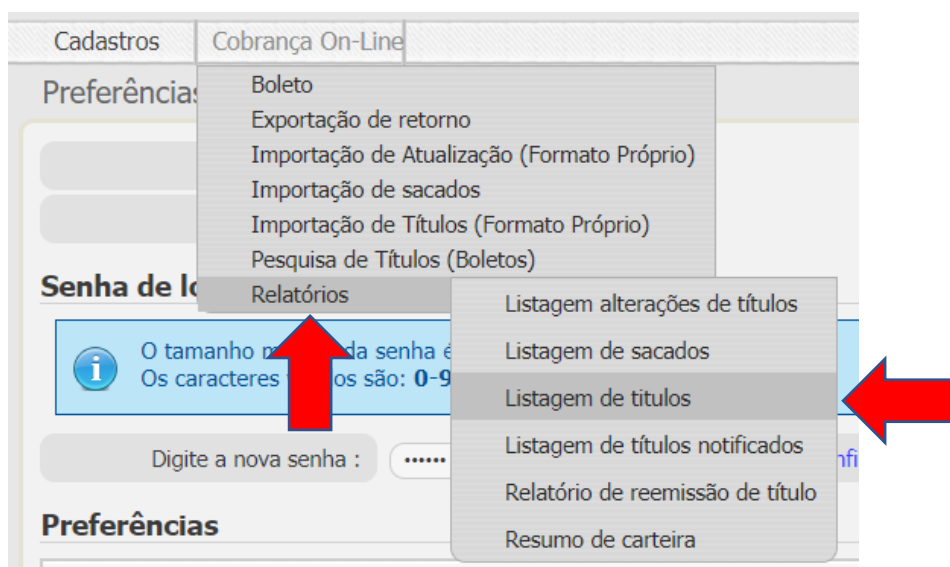 Cadastros
Cobrança On-Line
Preferências
Boleto
Exportação de retorno
Importação de Atualização (Formato Próprio)
Importação de sacados
Importação de Títulos (Formato Próprio)
Pesquisa de Títulos (Boletos)
Relatórios
Senha de lo
Listagem alterações de títulos
Listagem de sacados
Listagem de titulos
Listagem de títulos notificados
Relatório de reemissão de título
Resumo de carteira
O tamanho da senha é
Os caracteres são: 0-9
Digite a nova senha : ••••••
nfi
Preferências